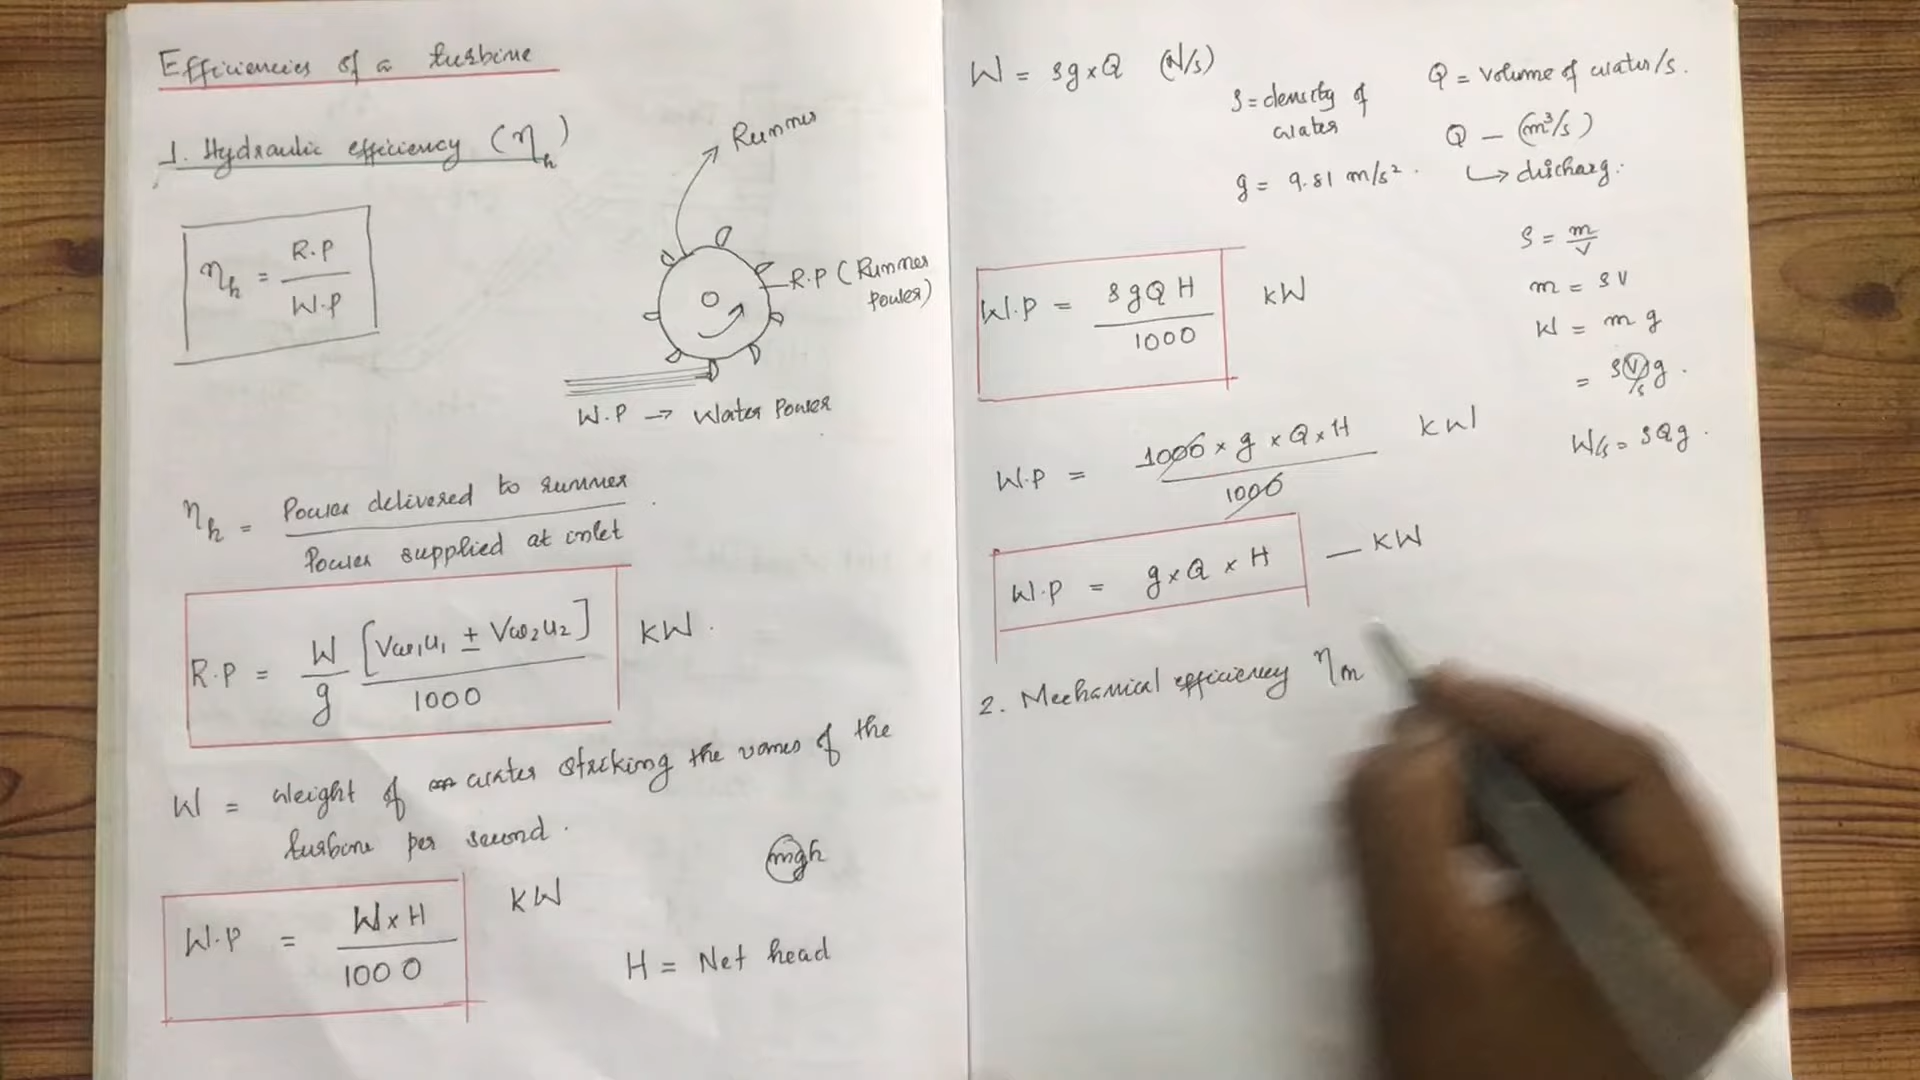 Efficiencies of a turbine
1. Hydraulic efficiency (ηh)
Runner
ηh = R.P / W.P
R.P (Runner
Power)
W.P → Water Power
ηh = Power delivered to runner / Power supplied at inlet.
R.P = W/g [Vw1u1 ± Vw2u2] / 1000 KW.
W = Weight of water striking the vanes of the
turbine per second.
mgh
W.P = W×H / 1000 KW
H = Net head
W = ρg×Q (N/s)
ρ = density of
water
g = 9.81 m/s².
Q = Volume of water/s.
Q – (m³/s)
↳ discharg.
ρ = m/V
m = ρV
W = mg
= ρV/s g.
W/s = ρQg.
W.P = ρgQH / 1000 KW
W.P = 1000×g×Q×H / 1000 KW
W.P = g×Q×H — KW
2. Mechanical efficiency ηm